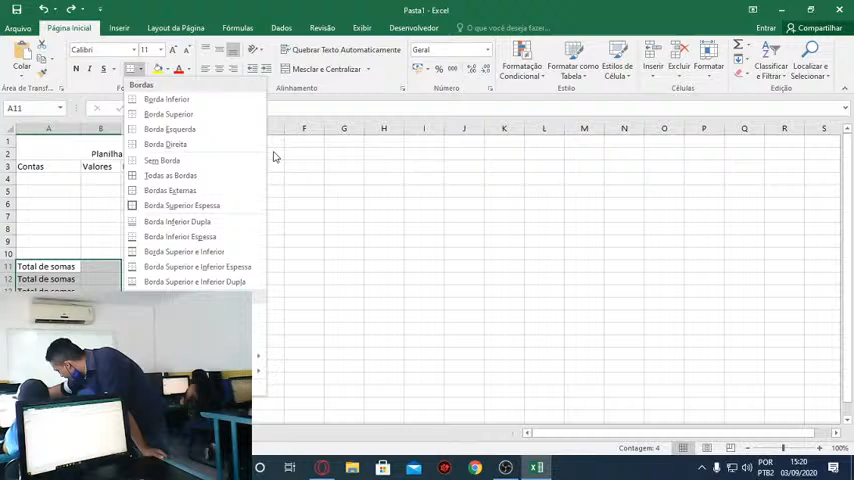 Pasta1 - Excel
Arquivo Página Inicial Inserir Layout da Página Fórmulas Dados Revisão Exibir Desenvolvedor O que você deseja fazer... Entrar Compartilhar
Colar
Calibri 11
N I S
Quebrar Texto Automaticamente
Mesclar e Centralizar
Geral
% 000
Formatação Condicional
Formatar como Tabela
Estilos de Célula
Inserir Excluir Formatar
Classificar e Filtrar
Localizar e Selecionar
Área de Transf... Alinhamento Número Estilos Células Edição
A11
Bordas
Borda Inferior
Borda Superior
Borda Esquerda
Borda Direita
Sem Borda
Todas as Bordas
Bordas Externas
Borda Superior Espessa
Borda Inferior Dupla
Borda Inferior Espessa
Borda Superior e Inferior
Borda Superior e Inferior Espessa
Borda Superior e Inferior Dupla
A B F G H I J K L M N O P Q R S
1
2 Planilha
3 Contas Valores
4
5
6
7
8
9
10
11 Total de somas
12 Total de somas
Contagem: 4 100%
POR
PTB2
15:20
03/09/2020